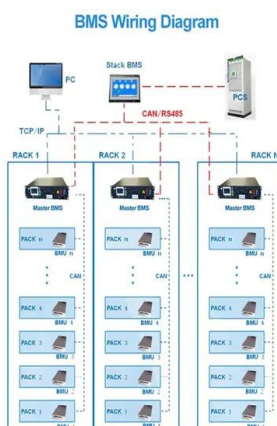 BMS Wiring Diagram
Stack BMS
PC
PCS
CAN/RS485
TCP/IP
RACK 1
RACK 2
RACK N
Master BMS
Master BMS
Master BMS
PACK n
PACK n
PACK n
BMU n
BMU n
BMU n
CAN
CAN
CAN
PACK 4
PACK 4
PACK 4
BMU 4
BMU 4
BMU 4
PACK 3
PACK 3
PACK 3
BMU 3
BMU 3
BMU 3
PACK 2
PACK 2
PACK 2
BMU 2
BMU 2
BMU 2
PACK 1
PACK 1
PACK 1